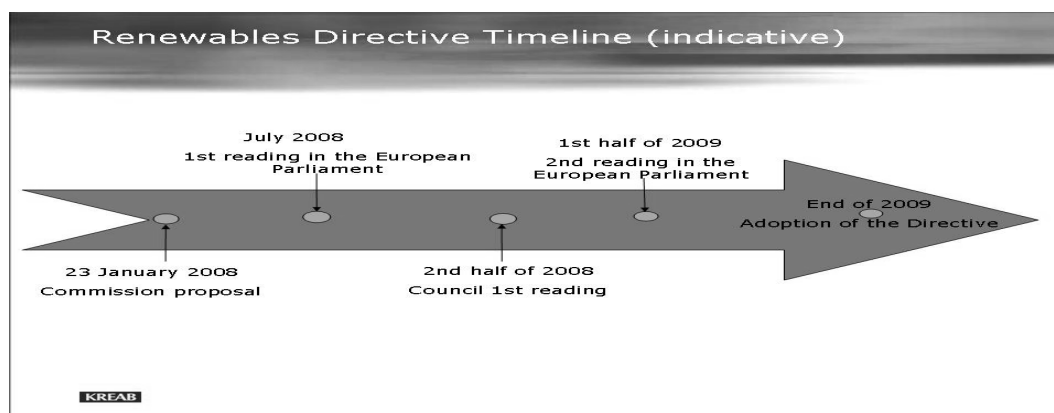 Renewables Directive Timeline (indicative)
July 2008
1st reading in the European
Parliament
1st half of 2009
2nd reading in the
European Parliament
End of 2009
Adoption of the Directive
23 January 2008
Commission proposal
2nd half of 2008
Council 1st reading
KREAB